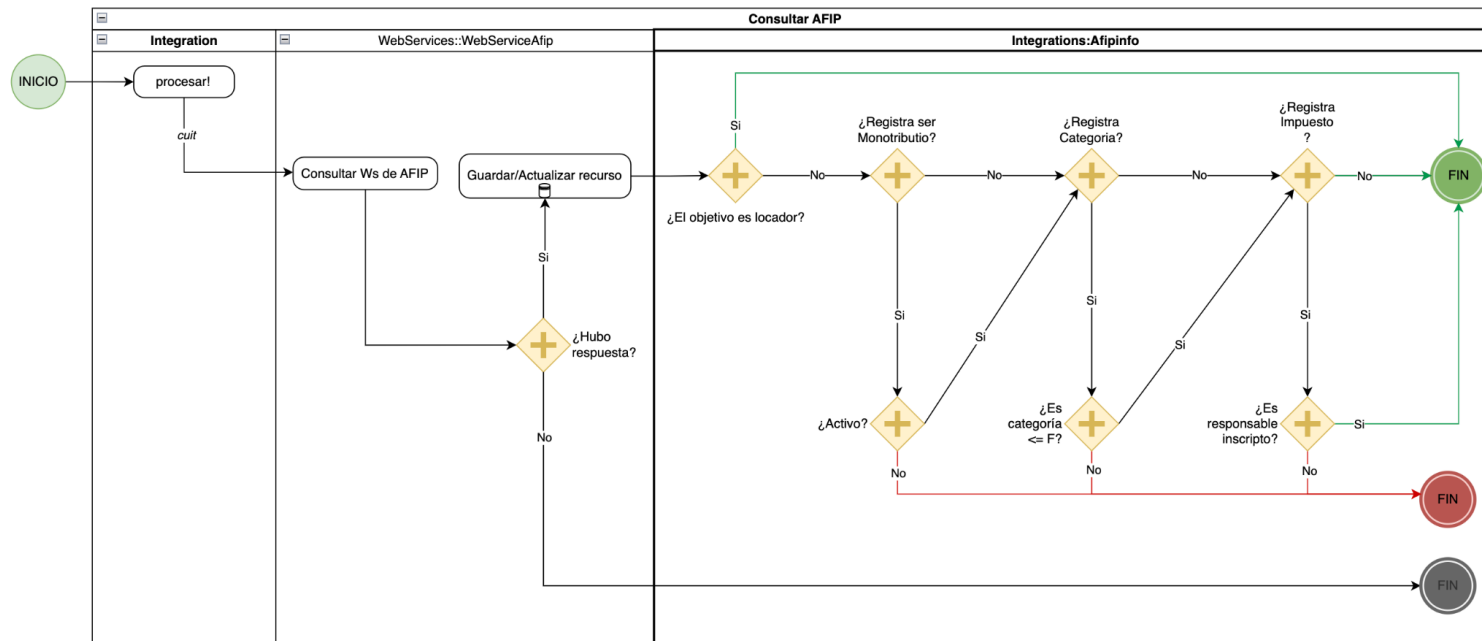 Consultar AFIP
Integration
WebServices::WebServiceAfip
Integrations:Afipinfo
INICIO
procesar!
cuit
Consultar Ws de AFIP
Guardar/Actualizar recurso
Si
¿Hubo
respuesta?
No
Si
¿El objetivo es locador?
No
¿Registra ser
Monotributio?
No
¿Registra
Categoria?
No
¿Registra
Impuesto
?
No
FIN
Si
Si
Si
Si
Si
¿Activo?
No
¿Es
categoría
<= F?
No
¿Es
responsable
inscripto?
Si
No
FIN
FIN